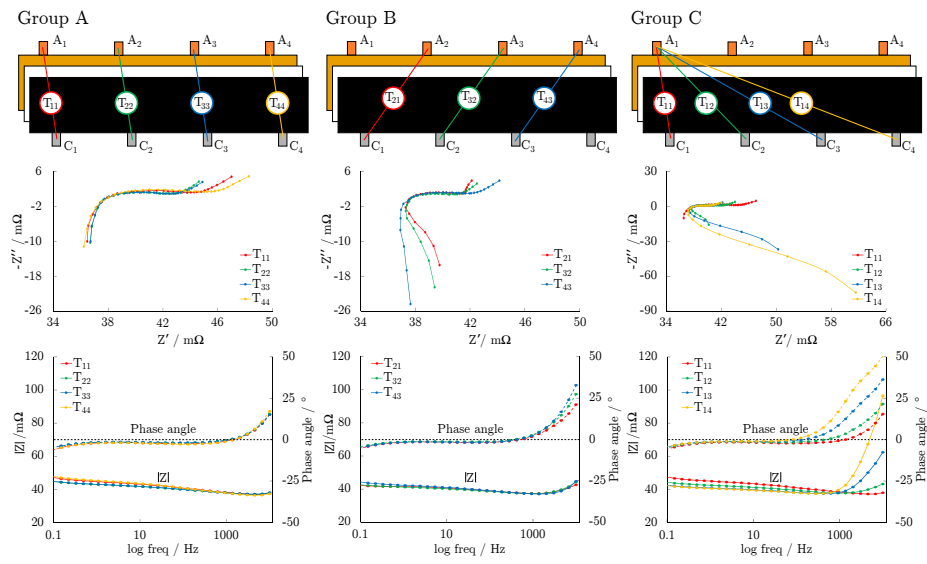 Group A
Group B
Group C
A1 A2 A3 A4
A1 A2 A3 A4
A1 A2 A3 A4
T11 T22 T33 T44
T21 T32 T43
T11 T12 T13 T14
C1 C2 C3 C4
C1 C2 C3 C4
C1 C2 C3 C4
-Z′′ / mΩ
6
-2
-10
-18
-26
T11
T22
T33
T44
34 38 42 46 50
Z′ / mΩ
-Z′′ / mΩ
6
-2
-10
-18
-26
T21
T32
T43
34 38 42 46 50
Z′ / mΩ
-Z′′ / mΩ
30
0
-30
-60
-90
T11
T12
T13
T14
34 42 50 58 66
Z′ / mΩ
|Z|/mΩ
120
100
80
60
40
20
T11
T22
T33
T44
Phase angle
|Z|
50
25
0
-25
-50
Phase angle / °
0.1 10 1000
log freq / Hz
|Z|/mΩ
120
100
80
60
40
20
T21
T32
T43
Phase angle
|Z|
50
25
0
-25
-50
Phase angle / °
0.1 10 1000
log freq / Hz
|Z|/mΩ
120
100
80
60
40
20
T11
T12
T13
T14
Phase angle
|Z|
50
25
0
-25
-50
Phase angle / °
0.1 10 1000
log freq / Hz